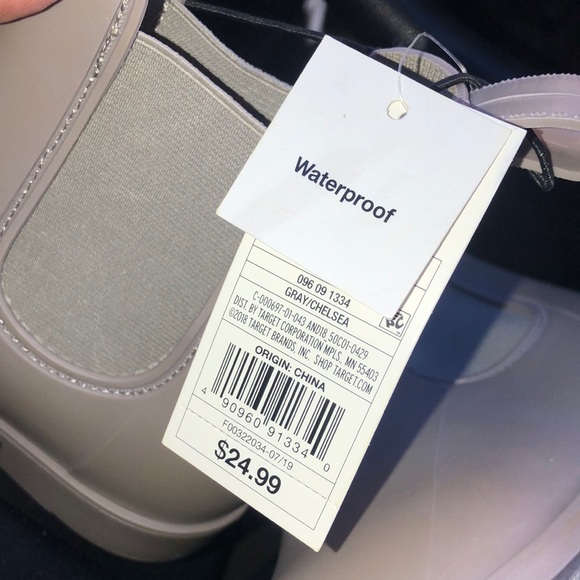 Waterproof
096 09 1334
GRAY/CHELSEA
C-000697-01-043 AND18 50C01-0429
DIST. BY TARGET CORPORATION MPLS, MN 55403
©2018 TARGET BRANDS, INC. SHOP TARGET.COM
ORIGIN: CHINA
4 90960 91334 0
F00322034-07/19
$24.99